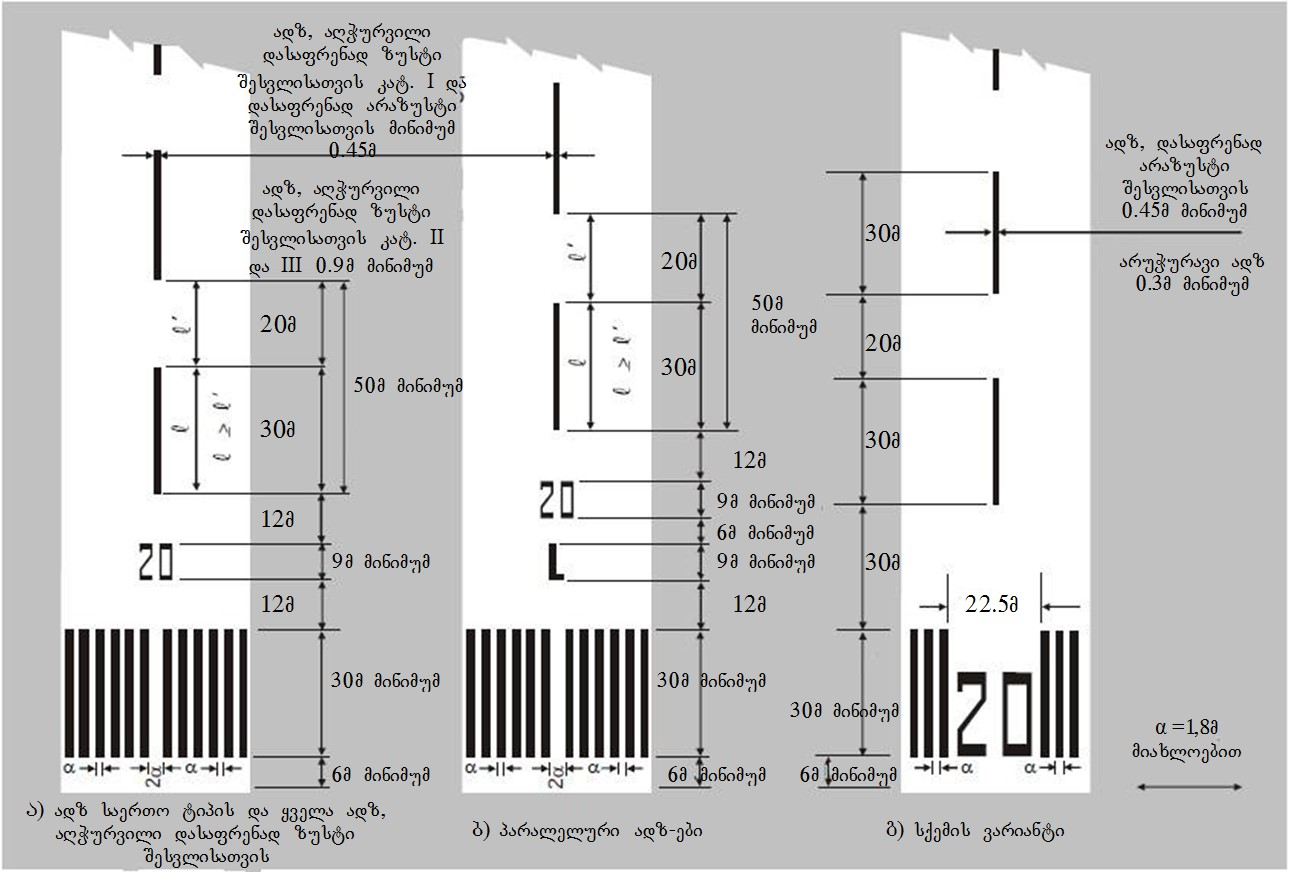 ადზ, აღჭურვილი
დასაფრენად ზუსტი
შესვლისათვის კატ. I და
დასაფრენად არაზუსტი
შესვლისათვის მინიმუმ
0.45მ
ადზ, აღჭურვილი
დასაფრენად ზუსტი
შესვლისათვის კატ. II
და III 0.9მ მინიმუმ
ℓ′
20მ
50მ მინიმუმ
ℓ
ℓ ≥ ℓ′
30მ
12მ
20
9მ მინიმუმ
12მ
30მ მინიმუმ
α
2α
α
6მ მინიმუმ
ა) ადზ საერთო ტიპის და ყველა ადზ,
აღჭურვილი დასაფრენად ზუსტი
შესვლისათვის
ℓ′
20მ
50მ
მინიმუმ
ℓ
ℓ ≥ ℓ′
30მ
12მ
20
9მ მინიმუმ
6მ მინიმუმ
L
9მ მინიმუმ
12მ
30მ მინიმუმ
α
2α
α
6მ მინიმუმ
ბ) პარალელური ადზ-ები
ადზ, დასაფრენად
არაზუსტი
შესვლისათვის
0.45მ მინიმუმ
არუჭურავი ადზ
0.3მ მინიმუმ
30მ
20მ
30მ
30მ
22.5მ
20
30მ მინიმუმ
6მ მინიმუმ
α
α
α =1,8მ
მიახლოებით
გ) სქემის ვარიანტი